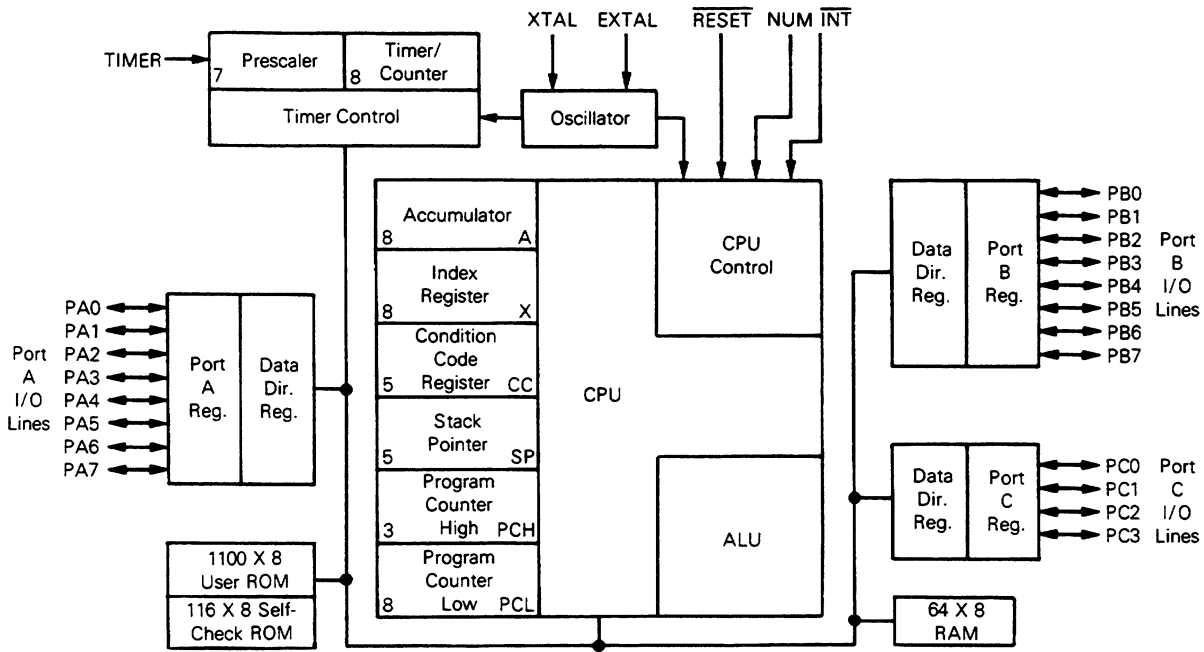 XTAL EXTAL RESET NUM INT
TIMER
7 Prescaler
8 Timer/
Counter
Timer Control
Oscillator
Accumulator
8 A
Index
Register
8 X
Condition
Code
5 Register CC
Stack
Pointer
5 SP
Program
Counter
3 High PCH
Program
Counter
8 Low PCL
CPU
CPU
Control
ALU
PA0
PA1
PA2
PA3
PA4
PA5
PA6
PA7
Port
A
I/O
Lines
Port
A
Reg.
Data
Dir.
Reg.
1100 X 8
User ROM
116 X 8 Self-
Check ROM
Data
Dir.
Reg.
Port
B
Reg.
PB0
PB1
PB2
PB3
PB4
PB5
PB6
PB7
Port
B
I/O
Lines
Data
Dir.
Reg.
Port
C
Reg.
PC0
PC1
PC2
PC3
Port
C
I/O
Lines
64 X 8
RAM